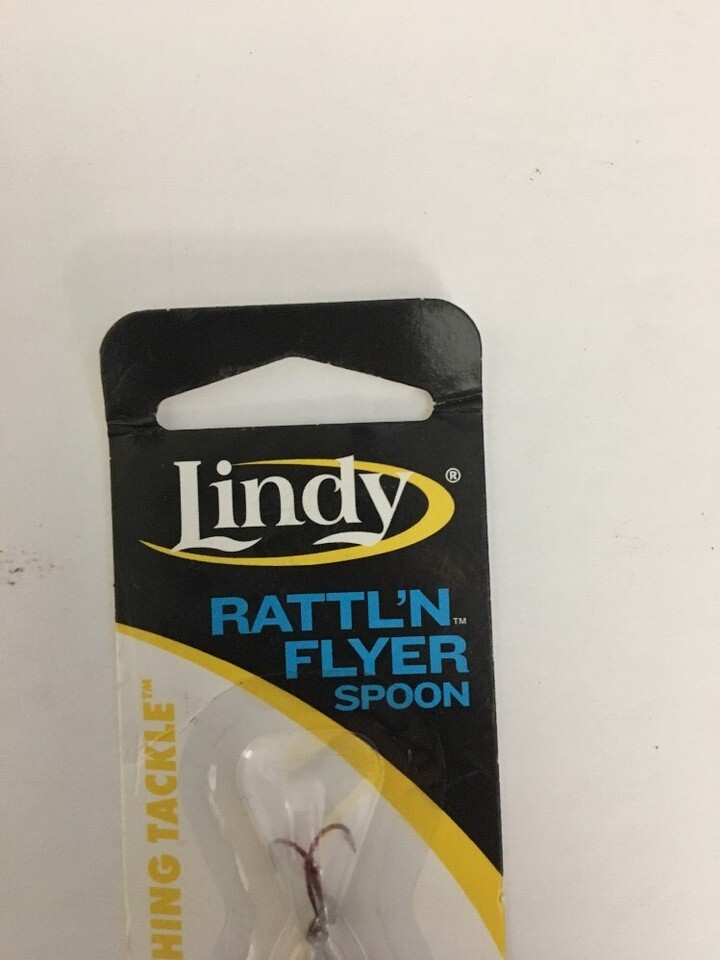 Lindy®
RATTL'N™
FLYER
SPOON
HING TACKLE™